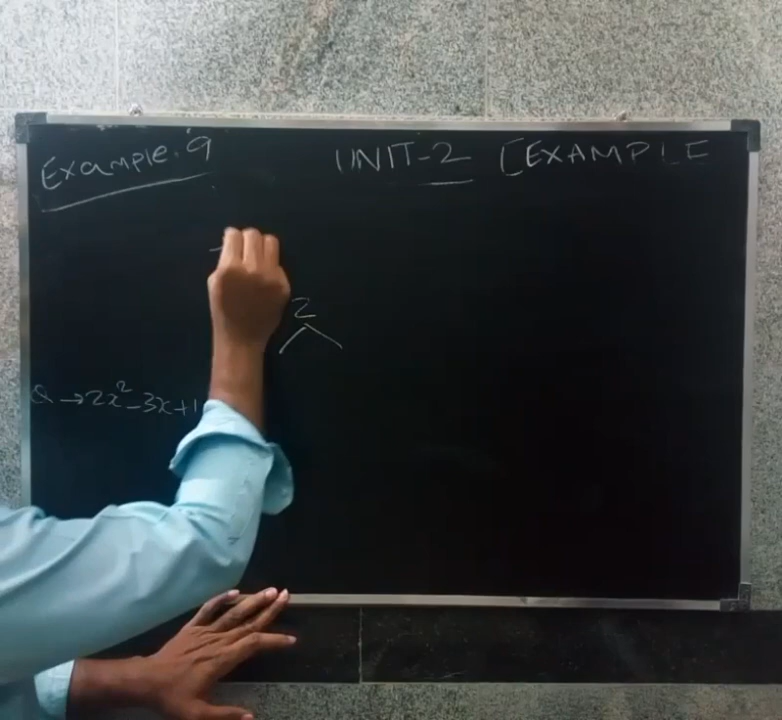 Example.9
UNIT-2 [EXAMPLE
2
Q → 2x² - 3x + 1